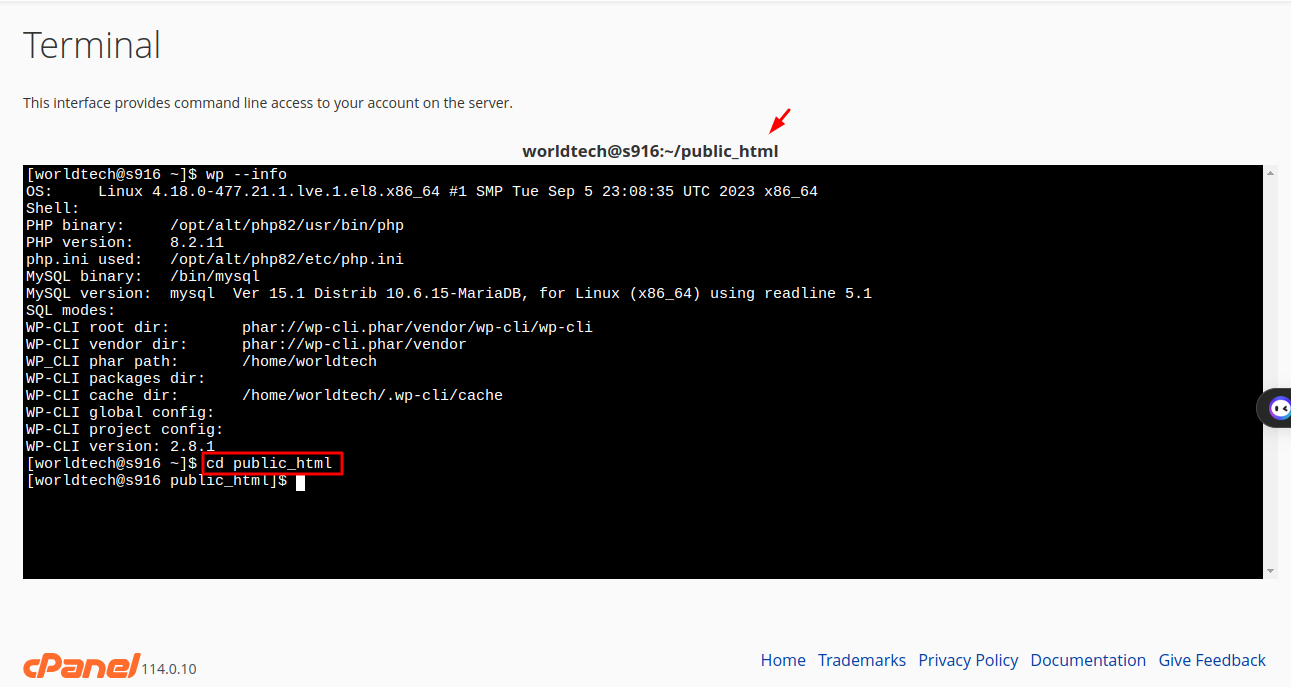 Terminal
This interface provides command line access to your account on the server.
worldtech@s916:~/public_html
[worldtech@s916 ~]$ wp --info
OS:     Linux 4.18.0-477.21.1.lve.1.el8.x86_64 #1 SMP Tue Sep 5 23:08:35 UTC 2023 x86_64
Shell:
PHP binary:     /opt/alt/php82/usr/bin/php
PHP version:    8.2.11
php.ini used:   /opt/alt/php82/etc/php.ini
MySQL binary:   /bin/mysql
MySQL version:  mysql  Ver 15.1 Distrib 10.6.15-MariaDB, for Linux (x86_64) using readline 5.1
SQL modes:
WP-CLI root dir:        phar://wp-cli.phar/vendor/wp-cli/wp-cli
WP-CLI vendor dir:      phar://wp-cli.phar/vendor
WP_CLI phar path:       /home/worldtech
WP-CLI packages dir:
WP-CLI cache dir:       /home/worldtech/.wp-cli/cache
WP-CLI global config:
WP-CLI project config:
WP-CLI version: 2.8.1
[worldtech@s916 ~]$ cd public_html
[worldtech@s916 public_html]$
cPanel 114.0.10
Home Trademarks Privacy Policy Documentation Give Feedback